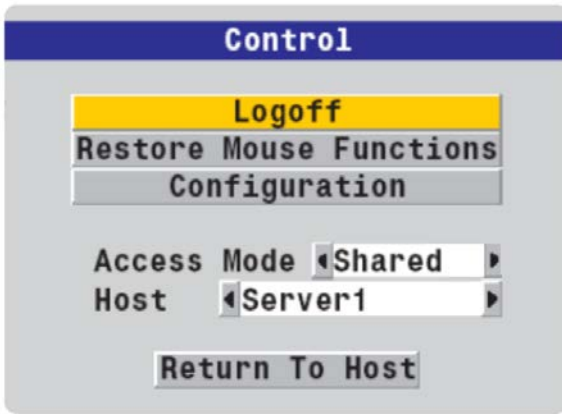 Control
Logoff
Restore Mouse Functions
Configuration
Access Mode Shared
Host Server1
Return To Host